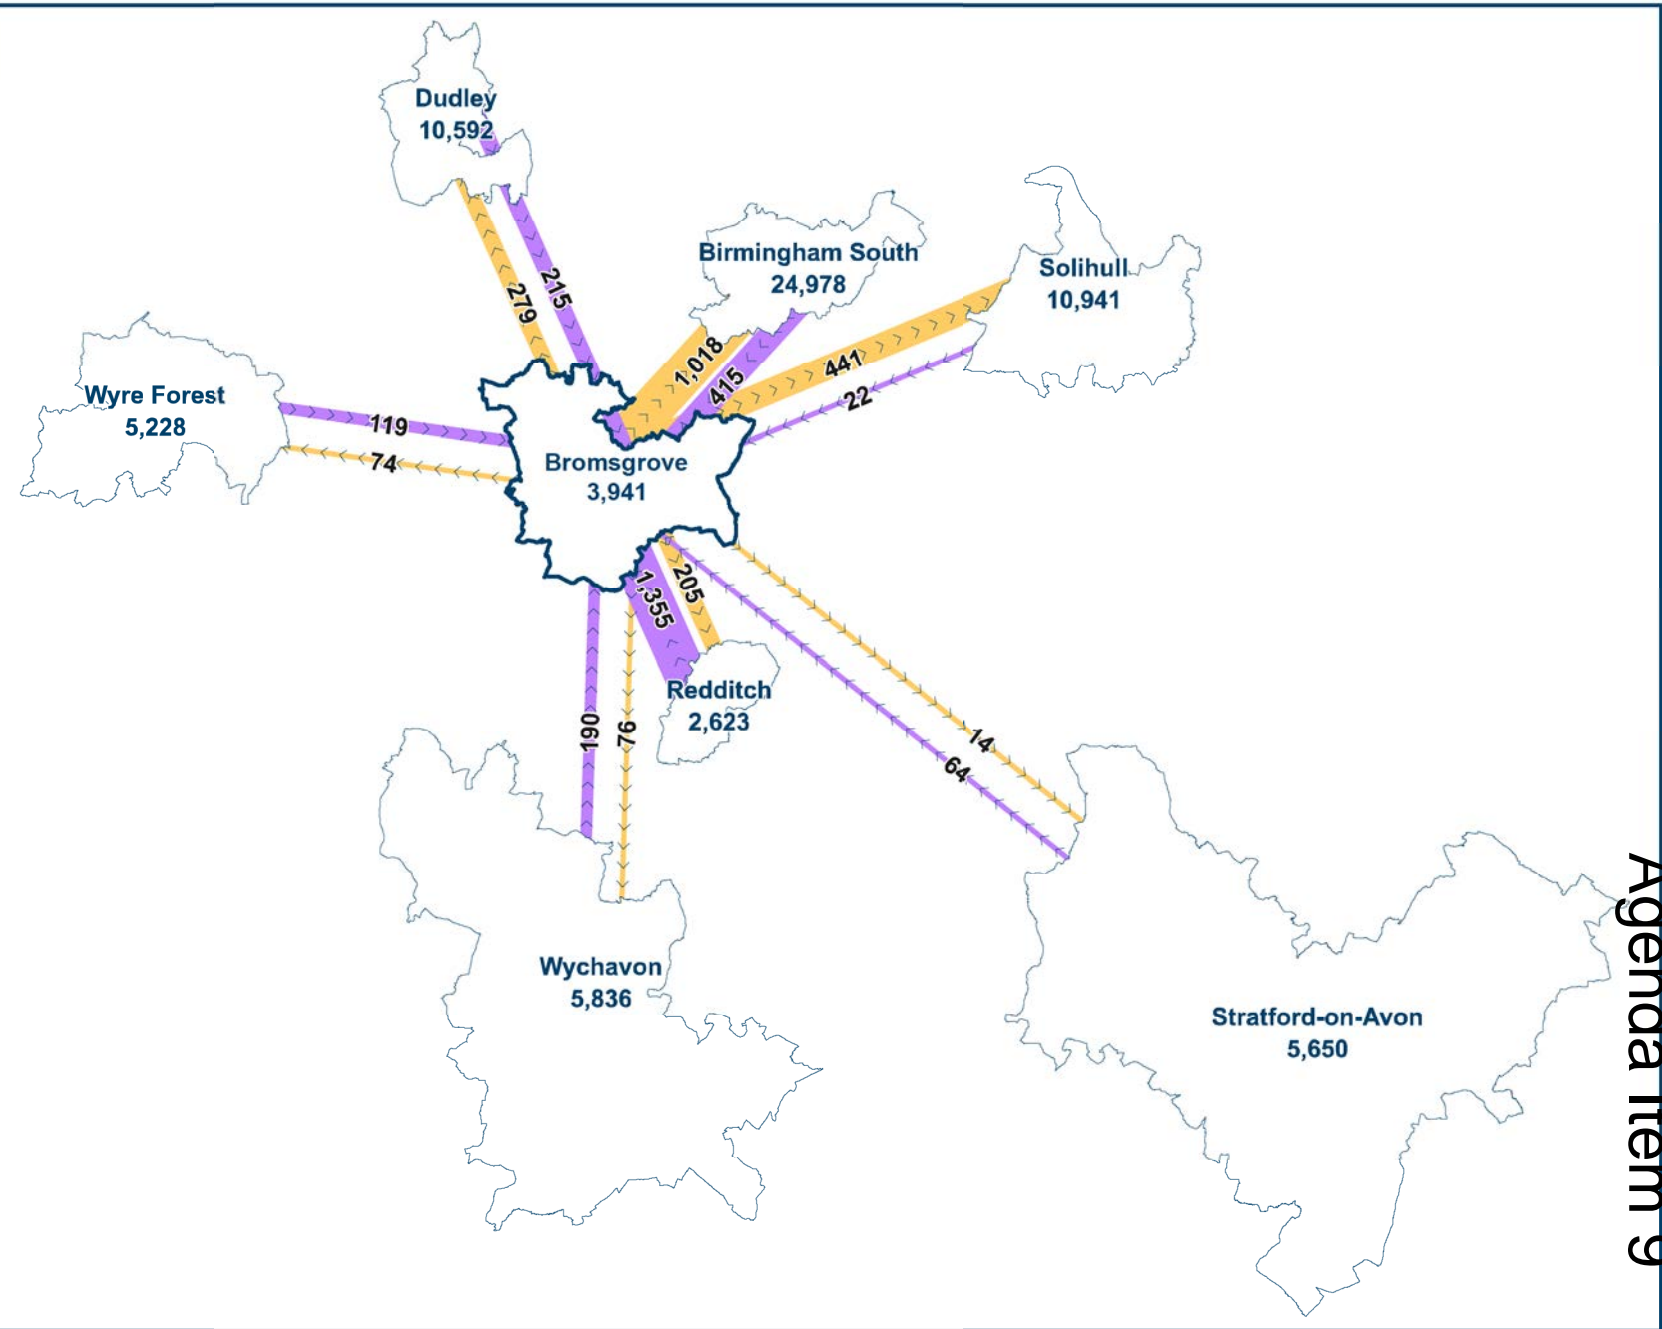 Dudley
10,592
Birmingham South
24,978
Solihull
10,941
279
215
1,018
415
441
22
Wyre Forest
5,228
119
74
Bromsgrove
3,941
1,355
205
Redditch
2,623
190
76
14
64
Wychavon
5,836
Stratford-on-Avon
5,650
Agenda Item 9